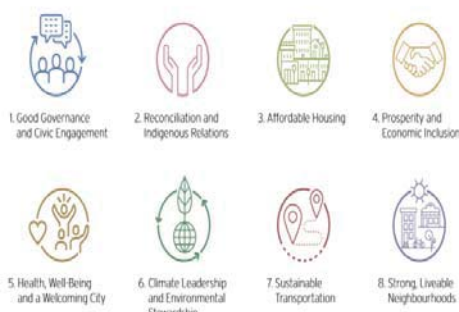 1. Good Governance
and Civic Engagement
2. Reconciliation and
Indigenous Relations
3. Affordable Housing
4. Prosperity and
Economic Inclusion
5. Health, Well-Being
and a Welcoming City
6. Climate Leadership
and Environmental
Stewardship
7. Sustainable
Transportation
8. Strong, Liveable
Neighbourhoods